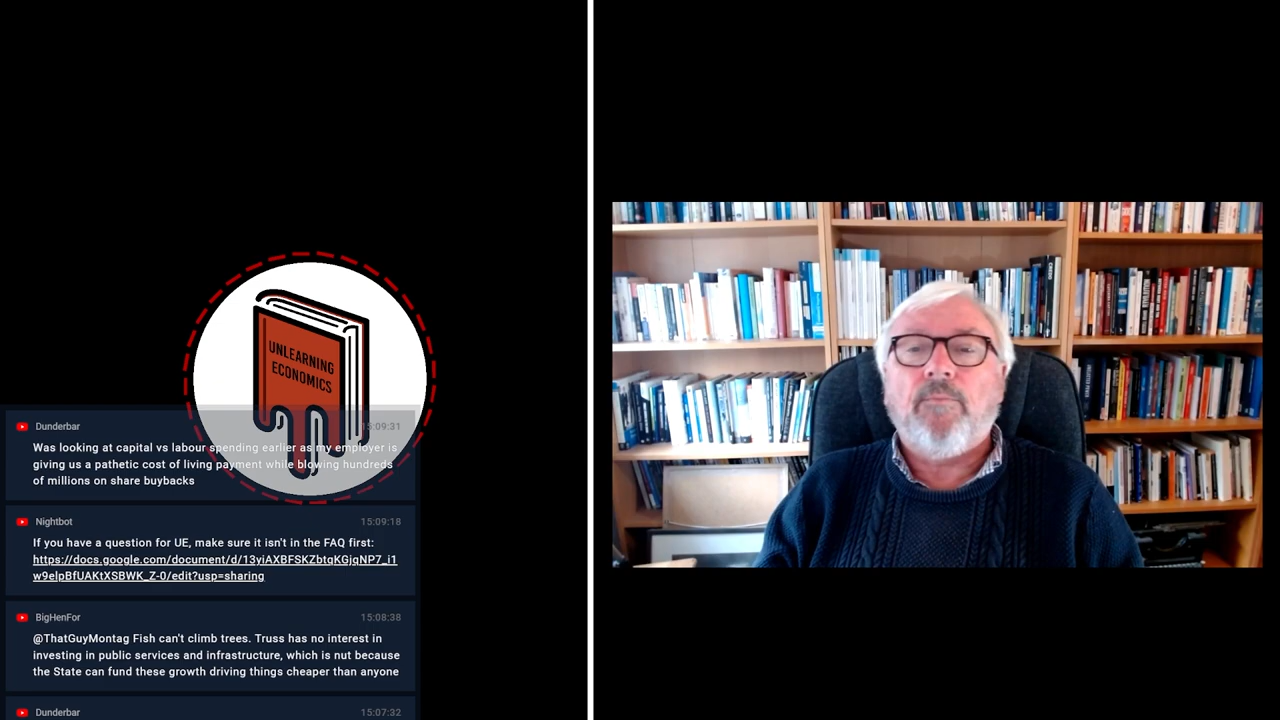 UNLEARNING
ECONOMICS
Dunderbar
15:09:31
Was looking at capital vs labour spending earlier as my employer is
giving us a pathetic cost of living payment while blowing hundreds
of millions on share buybacks
Nightbot
15:09:18
If you have a question for UE, make sure it isn't in the FAQ first:
https://docs.google.com/document/d/13yiAXBFSKZbtqKGjqNP7_i1
w9elpBfUAKtXSBWK_Z-0/edit?usp=sharing
BigHenFor
15:08:38
@ThatGuyMontag Fish can't climb trees. Truss has no interest in
investing in public services and infrastructure, which is nut because
the State can fund these growth driving things cheaper than anyone
Dunderbar
15:07:32